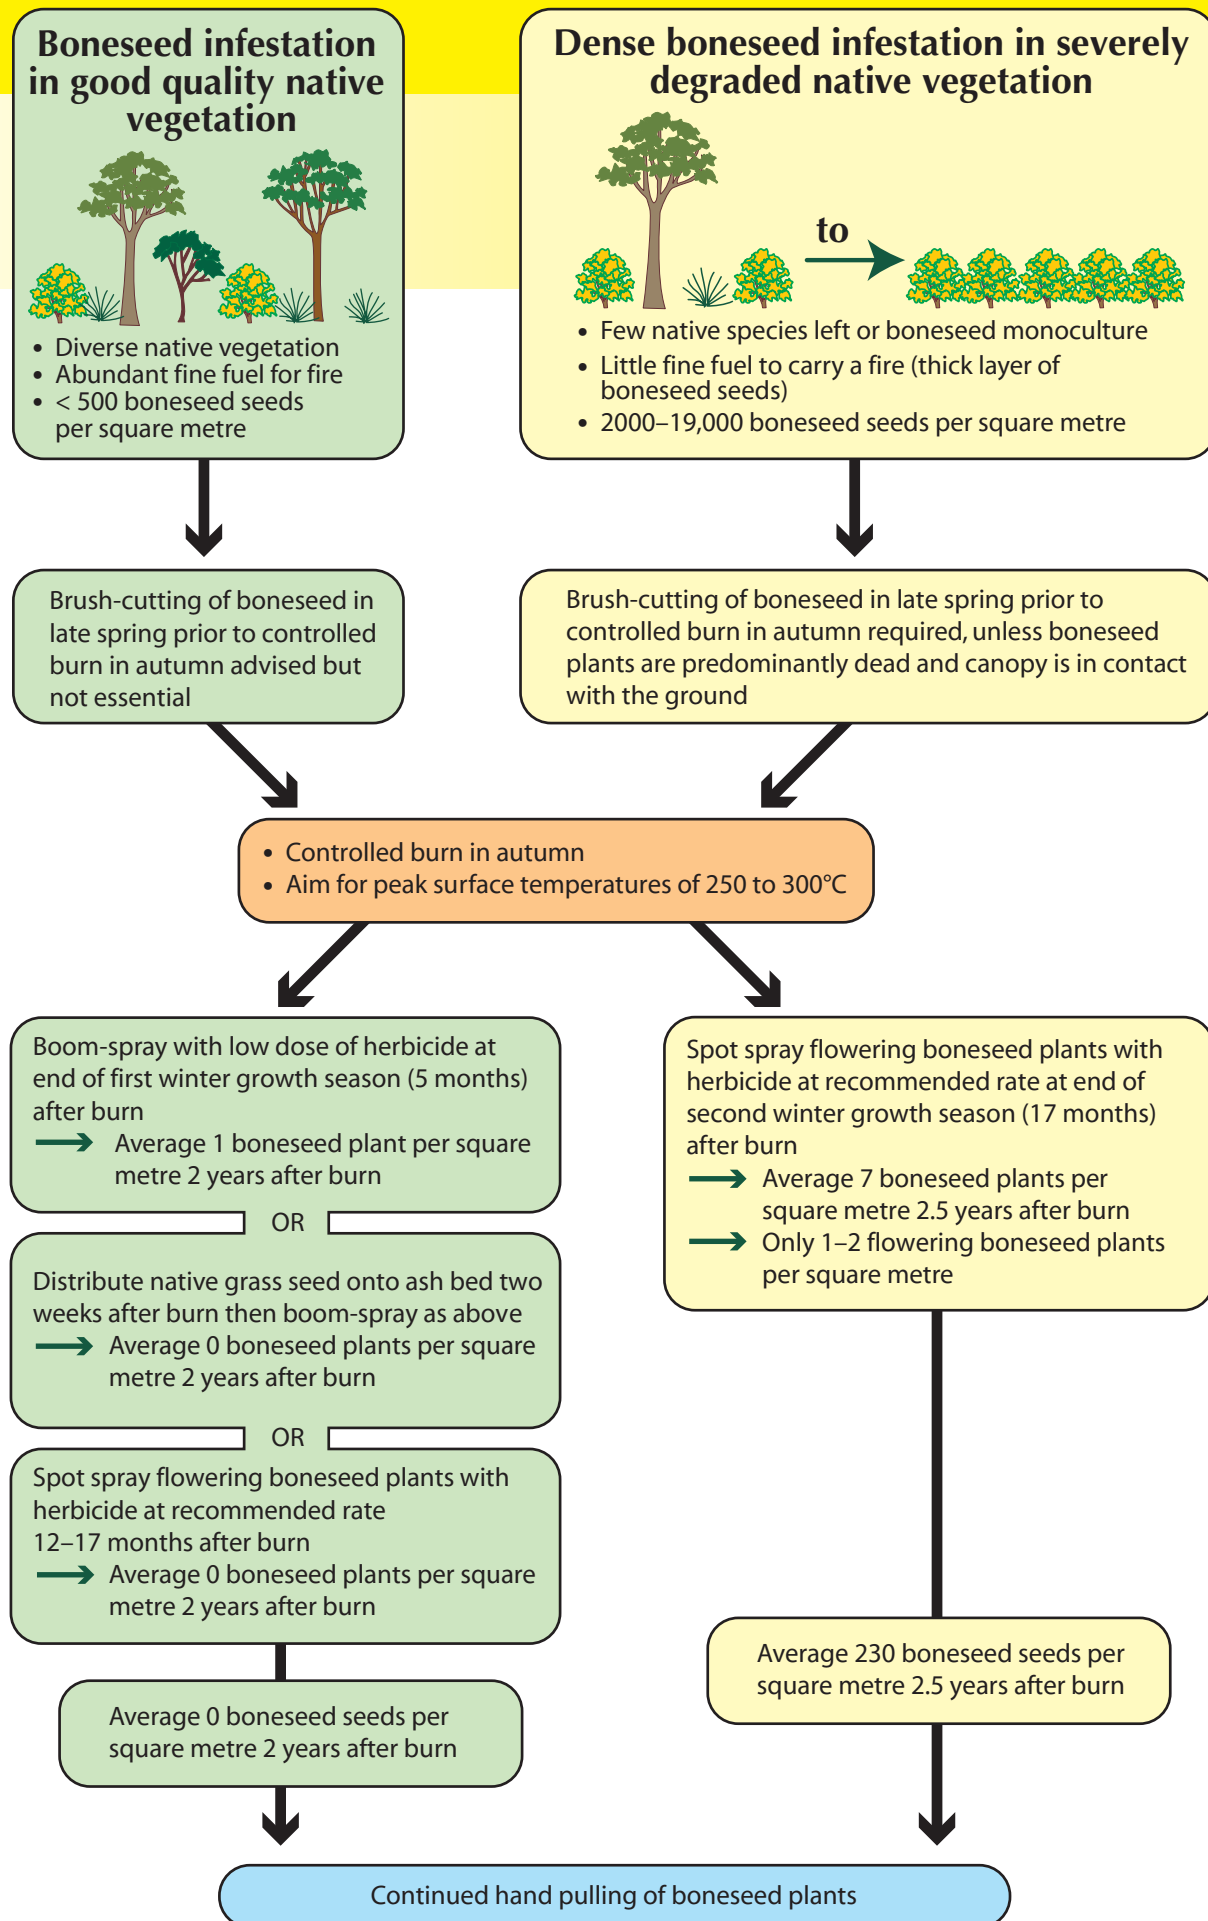 Boneseed infestation
in good quality native
vegetation
• Diverse native vegetation
• Abundant fine fuel for fire
• < 500 boneseed seeds
per square metre
Dense boneseed infestation in severely
degraded native vegetation
to
• Few native species left or boneseed monoculture
• Little fine fuel to carry a fire (thick layer of
boneseed seeds)
• 2000–19,000 boneseed seeds per square metre
Brush-cutting of boneseed in
late spring prior to controlled
burn in autumn advised but
not essential
Brush-cutting of boneseed in late spring prior to
controlled burn in autumn required, unless boneseed
plants are predominantly dead and canopy is in contact
with the ground
• Controlled burn in autumn
• Aim for peak surface temperatures of 250 to 300°C
Boom-spray with low dose of herbicide at
end of first winter growth season (5 months)
after burn
Average 1 boneseed plant per square
metre 2 years after burn
OR
Distribute native grass seed onto ash bed two
weeks after burn then boom-spray as above
Average 0 boneseed plants per square
metre 2 years after burn
OR
Spot spray flowering boneseed plants with
herbicide at recommended rate
12–17 months after burn
Average 0 boneseed plants per square
metre 2 years after burn
Average 0 boneseed seeds per
square metre 2 years after burn
Spot spray flowering boneseed plants with
herbicide at recommended rate at end of
second winter growth season (17 months)
after burn
Average 7 boneseed plants per
square metre 2.5 years after burn
Only 1–2 flowering boneseed plants
per square metre
Average 230 boneseed seeds per
square metre 2.5 years after burn
Continued hand pulling of boneseed plants